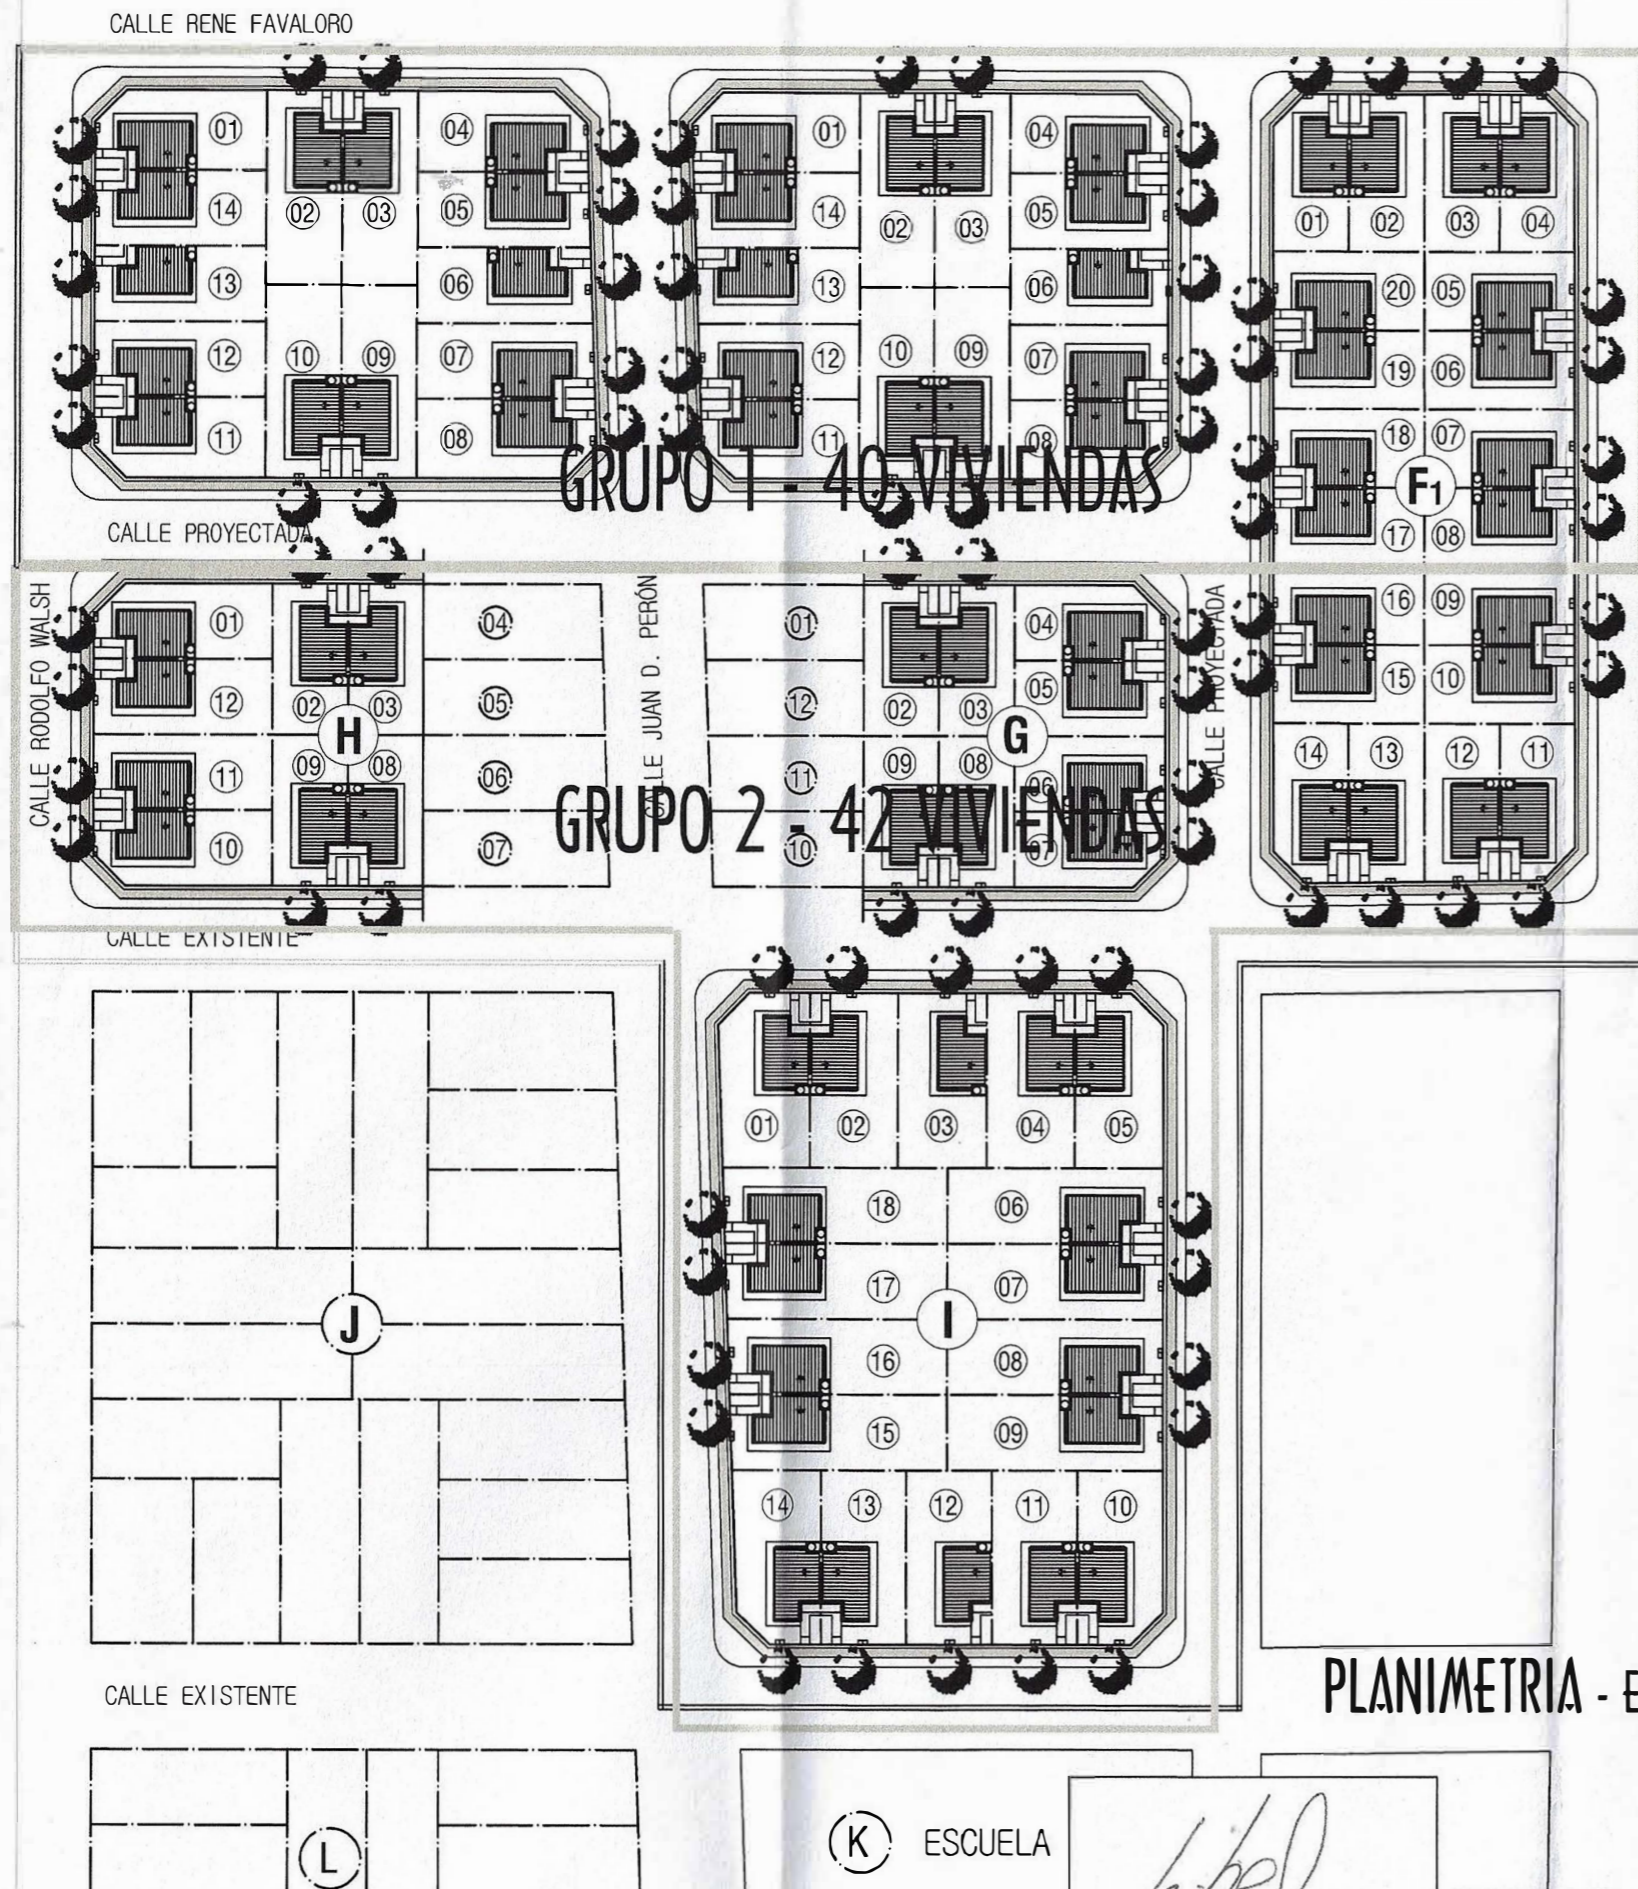 CALLE RENE FAVALORO
01 02 03 04 01 02 03 04 01 02 03 04
14 05 14 05
13 06 13 06 20 05
12 10 09 07 12 10 09 07 19 06
11 08 11 08 18 07
GRUPO 1 - 40 VIVIENDAS
F1
17 08
CALLE PROYECTADA
CALLE RODOLFO WALSH
CALLE JUAN D. PERÓN
CALLE PROYECTADA
01 04 01 04 16 09
12 02 03 05 12 02 03 05 15 10
H
G
11 09 08 06 11 09 08 06 14 13 12 11
GRUPO 2 - 42 VIVIENDAS
10 07 10 07
CALLE EXISTENTE
01 02 03 04 05
18 06
17 07
J
I
16 08
15 09
14 13 12 11 10
CALLE EXISTENTE
PLANIMETRIA - E
K ESCUELA
L